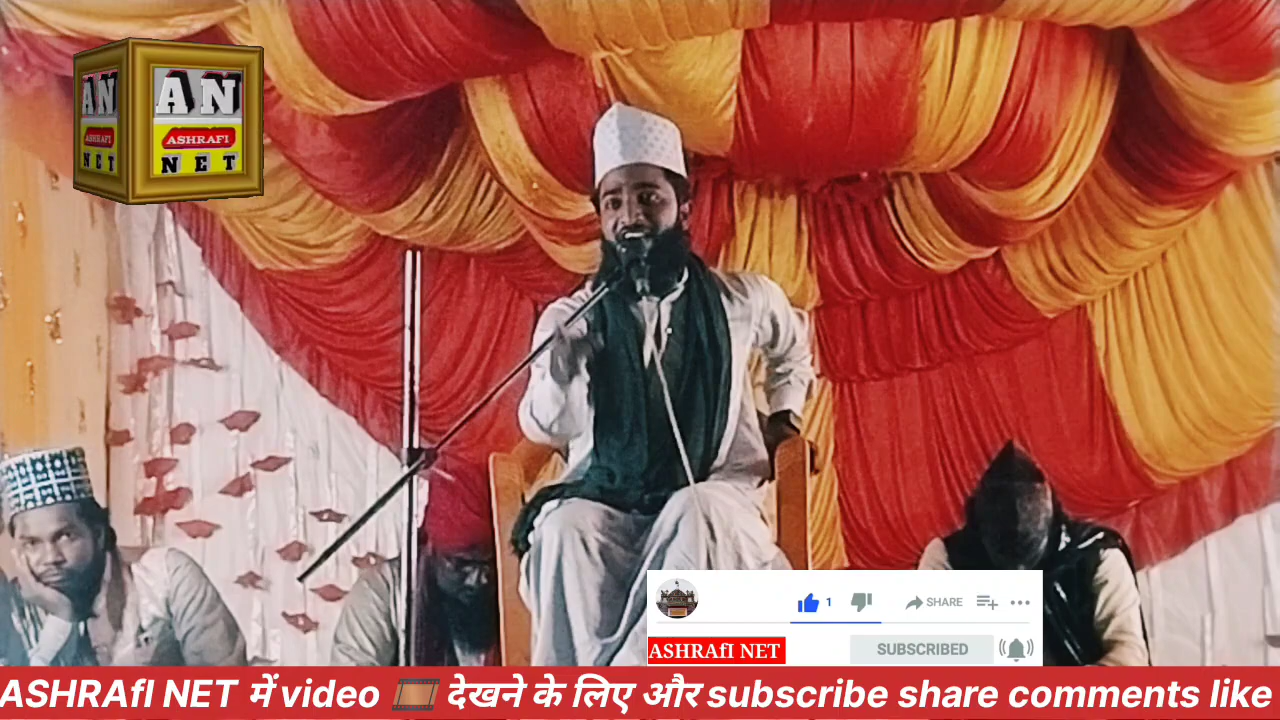 AN
AN
ASHRAFI
ASHRAFI
NET
NET
1
SHARE
ASHRAfI NET
SUBSCRIBED
ASHRAfI NET में video 🎞️ देखने के लिए और subscribe share comments like